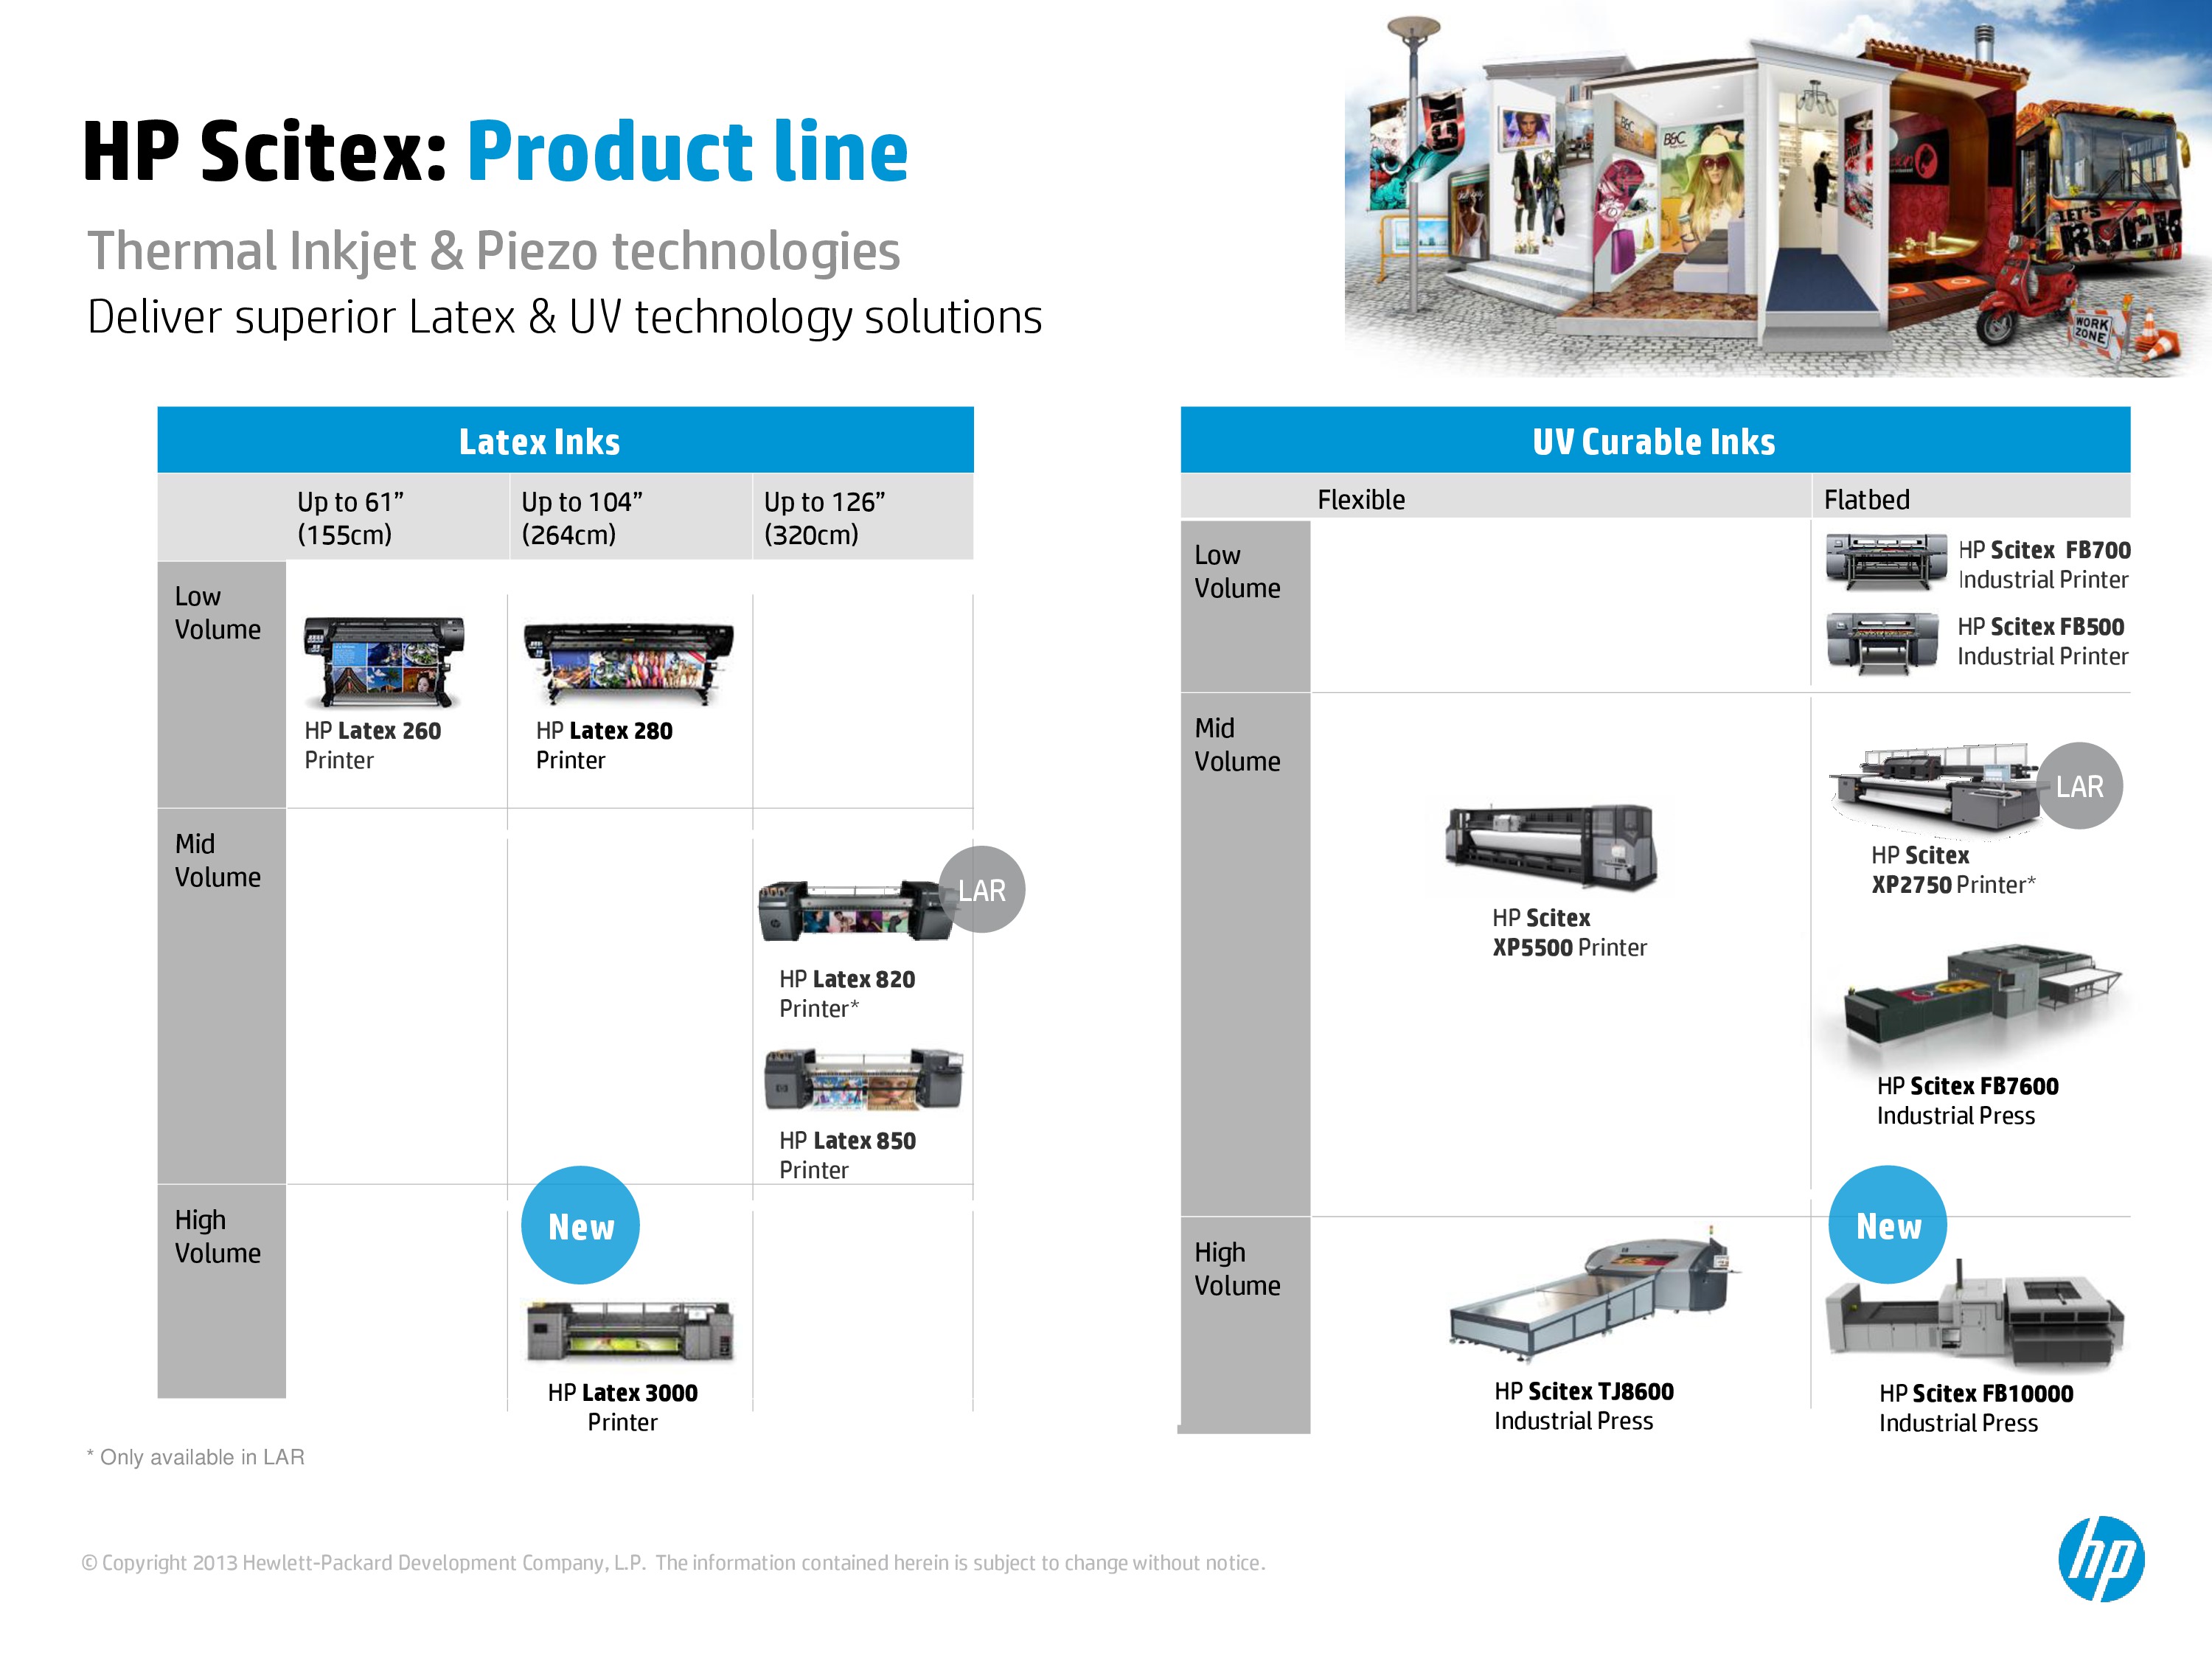 HP Scitex: Product line
Thermal Inkjet & Piezo technologies
Deliver superior Latex & UV technology solutions
B&C
B&C
LET'S
ROCK
WORK
ZONE
Latex Inks
Up to 61”
(155cm)
Up to 104”
(264cm)
Up to 126”
(320cm)
Low
Volume
HP Latex 260
Printer
HP Latex 280
Printer
Mid
Volume
LAR
HP Latex 820
Printer*
HP Latex 850
Printer
High
Volume
New
HP Latex 3000
Printer
* Only available in LAR
UV Curable Inks
Flexible
Flatbed
Low
Volume
HP Scitex FB700
Industrial Printer
HP Scitex FB500
Industrial Printer
Mid
Volume
HP Scitex
XP5500 Printer
LAR
HP Scitex
XP2750 Printer*
HP Scitex FB7600
Industrial Press
High
Volume
HP Scitex TJ8600
Industrial Press
New
HP Scitex FB10000
Industrial Press
© Copyright 2013 Hewlett-Packard Development Company, L.P. The information contained herein is subject to change without notice.
hp